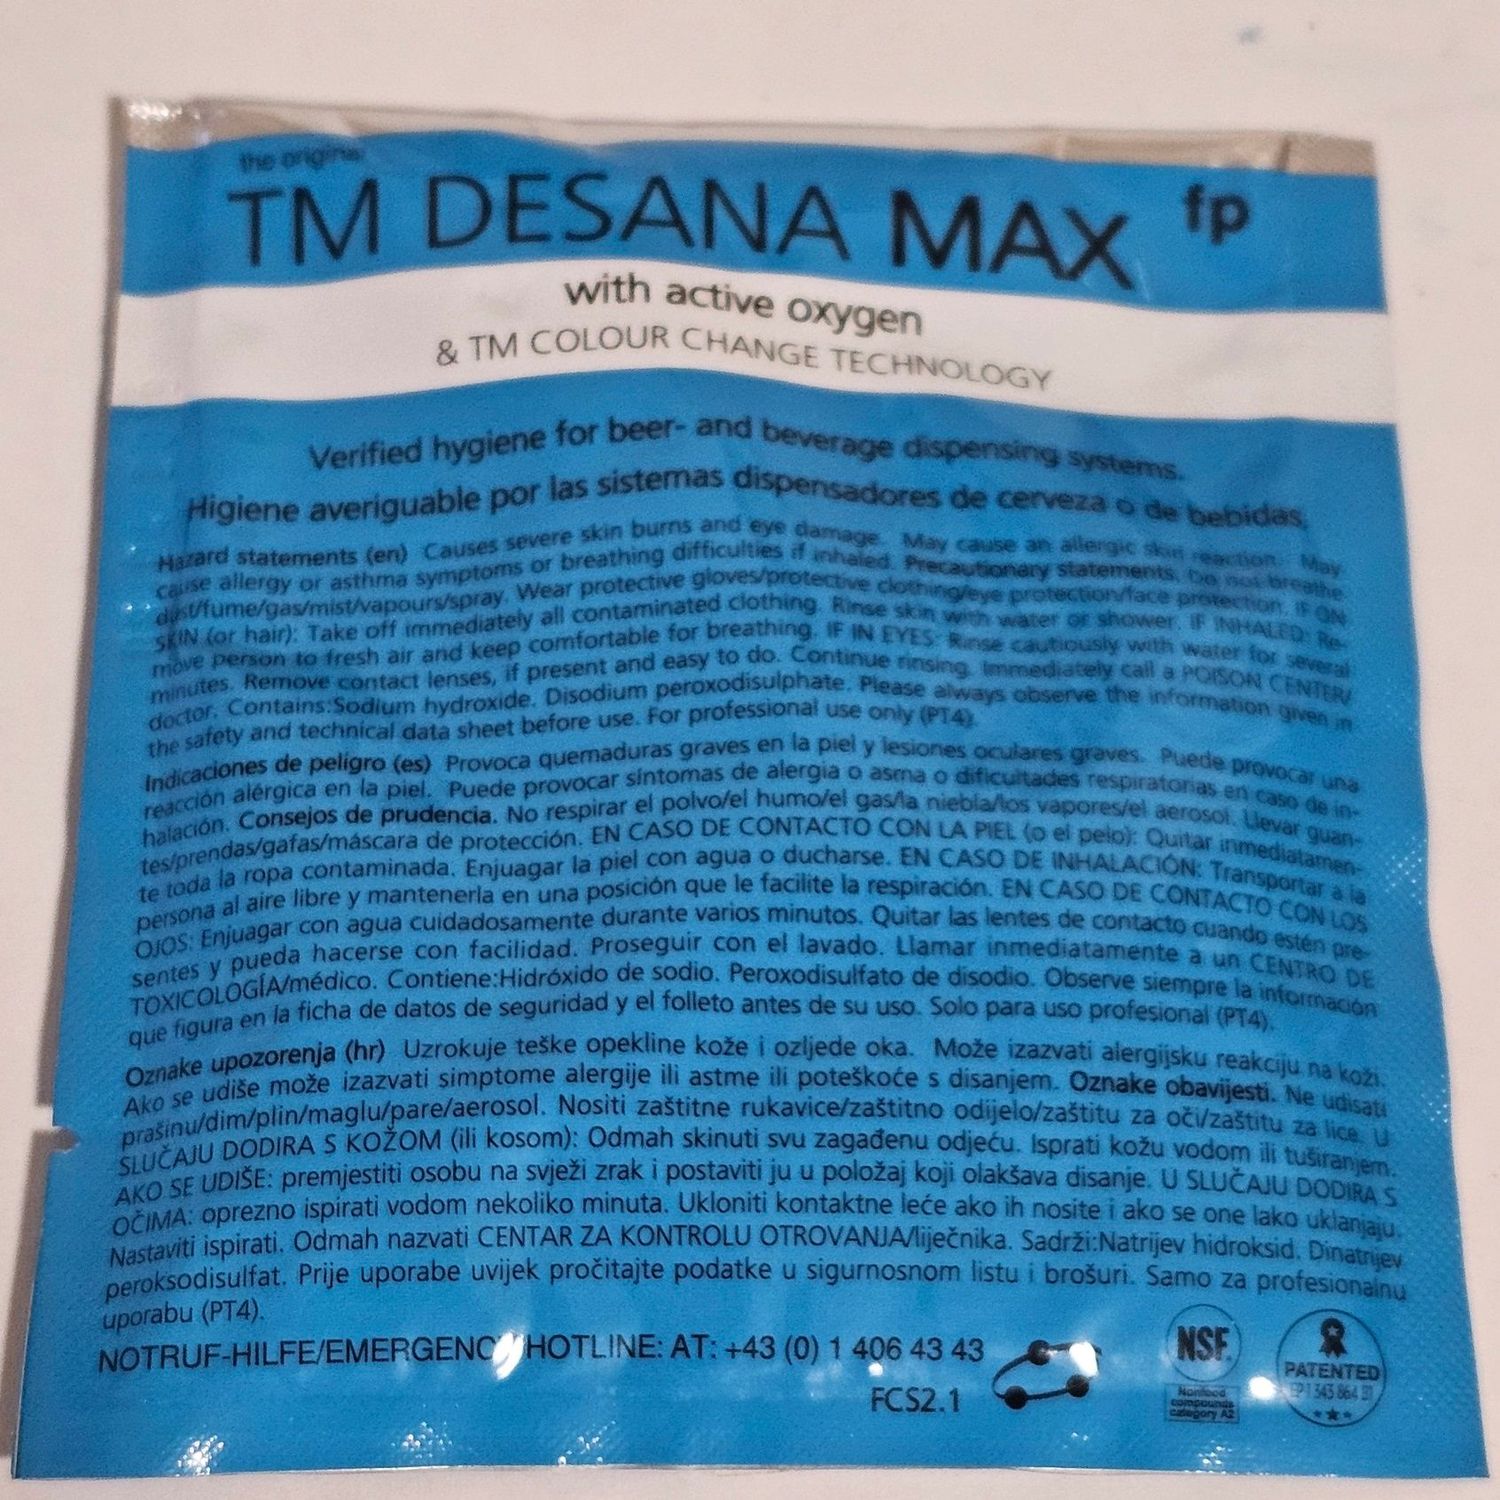 the original
TM DESANA MAX fp
with active oxygen
& TM COLOUR CHANGE TECHNOLOGY
Verified hygiene for beer- and beverage dispensing systems.
Higiene averiguable por las sistemas dispensadores de cerveza o de bebidas.
Hazard statements (en) Causes severe skin burns and eye damage. May cause an allergic skin reaction. May
cause allergy or asthma symptoms or breathing difficulties if inhaled. Precautionary statements. Do not breathe
dust/fume/gas/mist/vapours/spray. Wear protective gloves/protective clothing/eye protection/face protection. IF ON
SKIN (or hair): Take off immediately all contaminated clothing. Rinse skin with water or shower. IF INHALED: Re-
move person to fresh air and keep comfortable for breathing. IF IN EYES: Rinse cautiously with water for several
minutes. Remove contact lenses, if present and easy to do. Continue rinsing. Immediately call a POISON CENTER/
doctor. Contains:Sodium hydroxide. Disodium peroxodisulphate. Please always observe the information given in
the safety and technical data sheet before use. For professional use only (PT4).
Indicaciones de peligro (es) Provoca quemaduras graves en la piel y lesiones oculares graves. Puede provocar una
reacción alérgica en la piel. Puede provocar síntomas de alergia o asma o dificultades respiratorias en caso de in-
halación. Consejos de prudencia. No respirar el polvo/el humo/el gas/la niebla/los vapores/el aerosol. Llevar guan-
tes/prendas/gafas/máscara de protección. EN CASO DE CONTACTO CON LA PIEL (o el pelo): Quitar inmediatamen-
te toda la ropa contaminada. Enjuagar la piel con agua o ducharse. EN CASO DE INHALACIÓN: Transportar a la
persona al aire libre y mantenerla en una posición que le facilite la respiración. EN CASO DE CONTACTO CON LOS
OJOS: Enjuagar con agua cuidadosamente durante varios minutos. Quitar las lentes de contacto cuando estén pre-
sentes y pueda hacerse con facilidad. Proseguir con el lavado. Llamar inmediatamente a un CENTRO DE
TOXICOLOGÍA/médico. Contiene:Hidróxido de sodio. Peroxodisulfato de disodio. Observe siempre la información
que figura en la ficha de datos de seguridad y el folleto antes de su uso. Solo para uso profesional (PT4).
Oznake upozorenja (hr) Uzrokuje teške opekline kože i ozljede oka. Može izazvati alergijsku reakciju na koži.
Ako se udiše može izazvati simptome alergije ili astme ili poteškoće s disanjem. Oznake obavijesti. Ne udisati
prašinu/dim/plin/maglu/pare/aerosol. Nositi zaštitne rukavice/zaštitno odijelo/zaštitu za oči/zaštitu za lice. U
SLUČAJU DODIRA S KOŽOM (ili kosom): Odmah skinuti svu zagađenu odjeću. Isprati kožu vodom ili tuširanjem.
AKO SE UDIŠE: premjestiti osobu na svježi zrak i postaviti ju u položaj koji olakšava disanje. U SLUČAJU DODIRA S
OČIMA: oprezno ispirati vodom nekoliko minuta. Ukloniti kontaktne leće ako ih nosite i ako se one lako uklanjaju.
Nastaviti ispirati. Odmah nazvati CENTAR ZA KONTROLU OTROVANJA/liječnika. Sadrži:Natrijev hidroksid. Dinatrijev
peroksodisulfat. Prije uporabe uvijek pročitajte podatke u sigurnosnom listu i brošuri. Samo za profesionalnu
uporabu (PT4).
NOTRUF-HILFE/EMERGENCY HOTLINE: AT: +43 (0) 1 406 43 43
FCS2.1
NSF
Nonfood
compounds
category A2
PATENTED